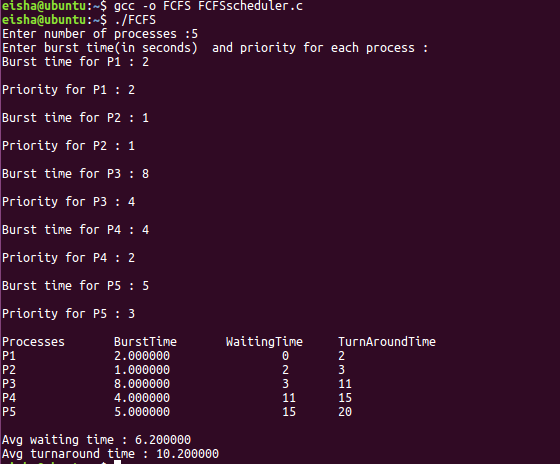 eisha@ubuntu:~$ gcc -o FCFS FCFSscheduler.c
eisha@ubuntu:~$ ./FCFS
Enter number of processes :5
Enter burst time(in seconds)  and priority for each process :
Burst time for P1 : 2
Priority for P1 : 2
Burst time for P2 : 1
Priority for P2 : 1
Burst time for P3 : 8
Priority for P3 : 4
Burst time for P4 : 4
Priority for P4 : 2
Burst time for P5 : 5
Priority for P5 : 3
Processes       BurstTime       WaitingTime     TurnAroundTime
P1              2.000000                0       2
P2              1.000000                2       3
P3              8.000000                3       11
P4              4.000000                11      15
P5              5.000000                15      20
Avg waiting time : 6.200000
Avg turnaround time : 10.200000
eisha@ubuntu:~$